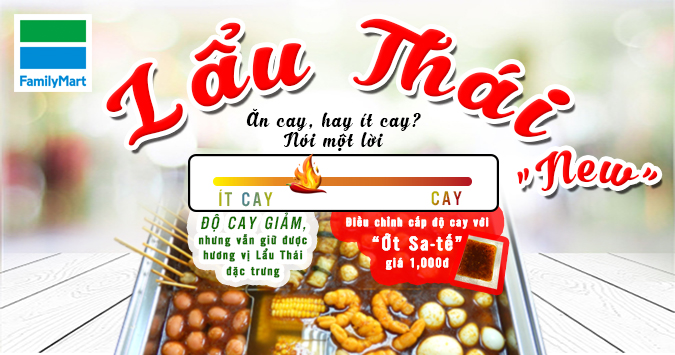 FamilyMart
Lẩu Thái
"New"
Ăn cay, hay ít cay?
Nói một lời
ÍT CAY
CAY
ĐỘ CAY GIẢM,
nhưng vẫn giữ được
hương vị Lẩu Thái
đặc trưng
Điều chỉnh cấp độ cay với
“Ớt Sa-tế”
giá 1,000đ